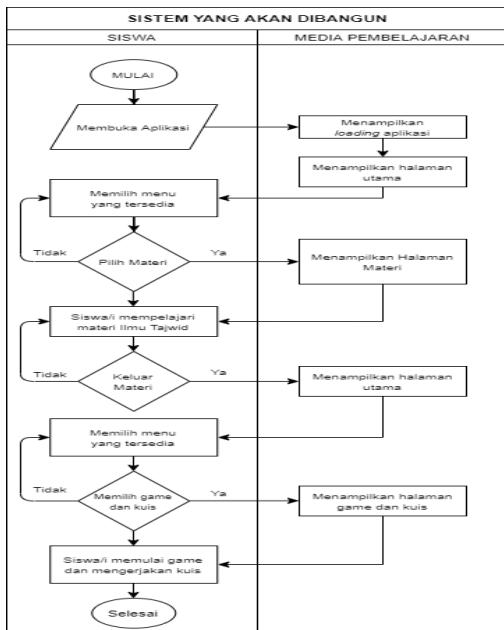 SISTEM YANG AKAN DIBANGUN
SISWA
MEDIA PEMBELAJARAN
MULAI
Membuka Aplikasi
Menampilkan
loading aplikasi
Menampilkan halaman
utama
Memilih menu
yang tersedia
Tidak
Pilih Materi
Ya
Menampilkan Halaman
Materi
Siswa/i mempelajari
materi Ilmu Tajwid
Tidak
Keluar
Materi
Ya
Menampilkan halaman
utama
Memilih menu
yang tersedia
Tidak
Memilih game
dan kuis
Ya
Menampilkan halaman
game dan kuis
Siswa/i memulai game
dan mengerjakan kuis
Selesai